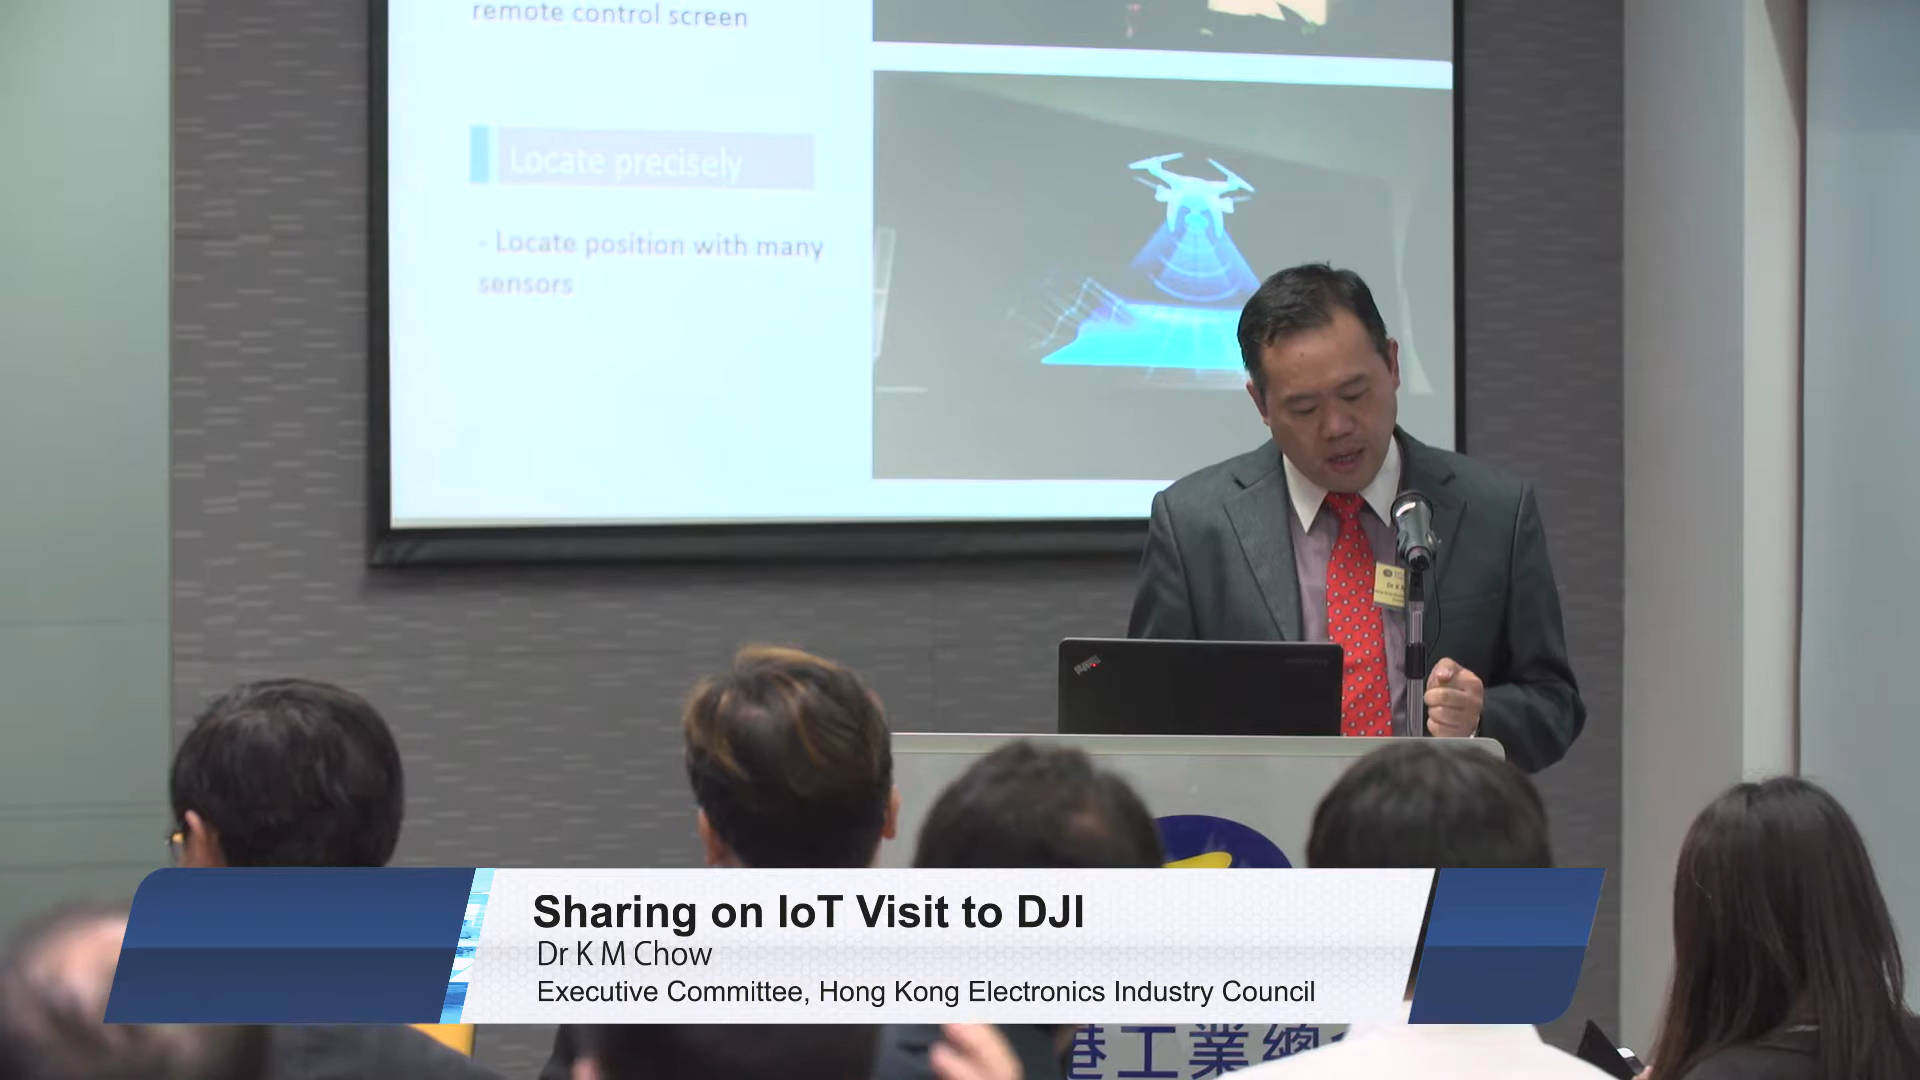 remote control screen
Locate precisely
- Locate position with many
sensors
Sharing on IoT Visit to DJI
Dr K M Chow
Executive Committee, Hong Kong Electronics Industry Council
港工業總